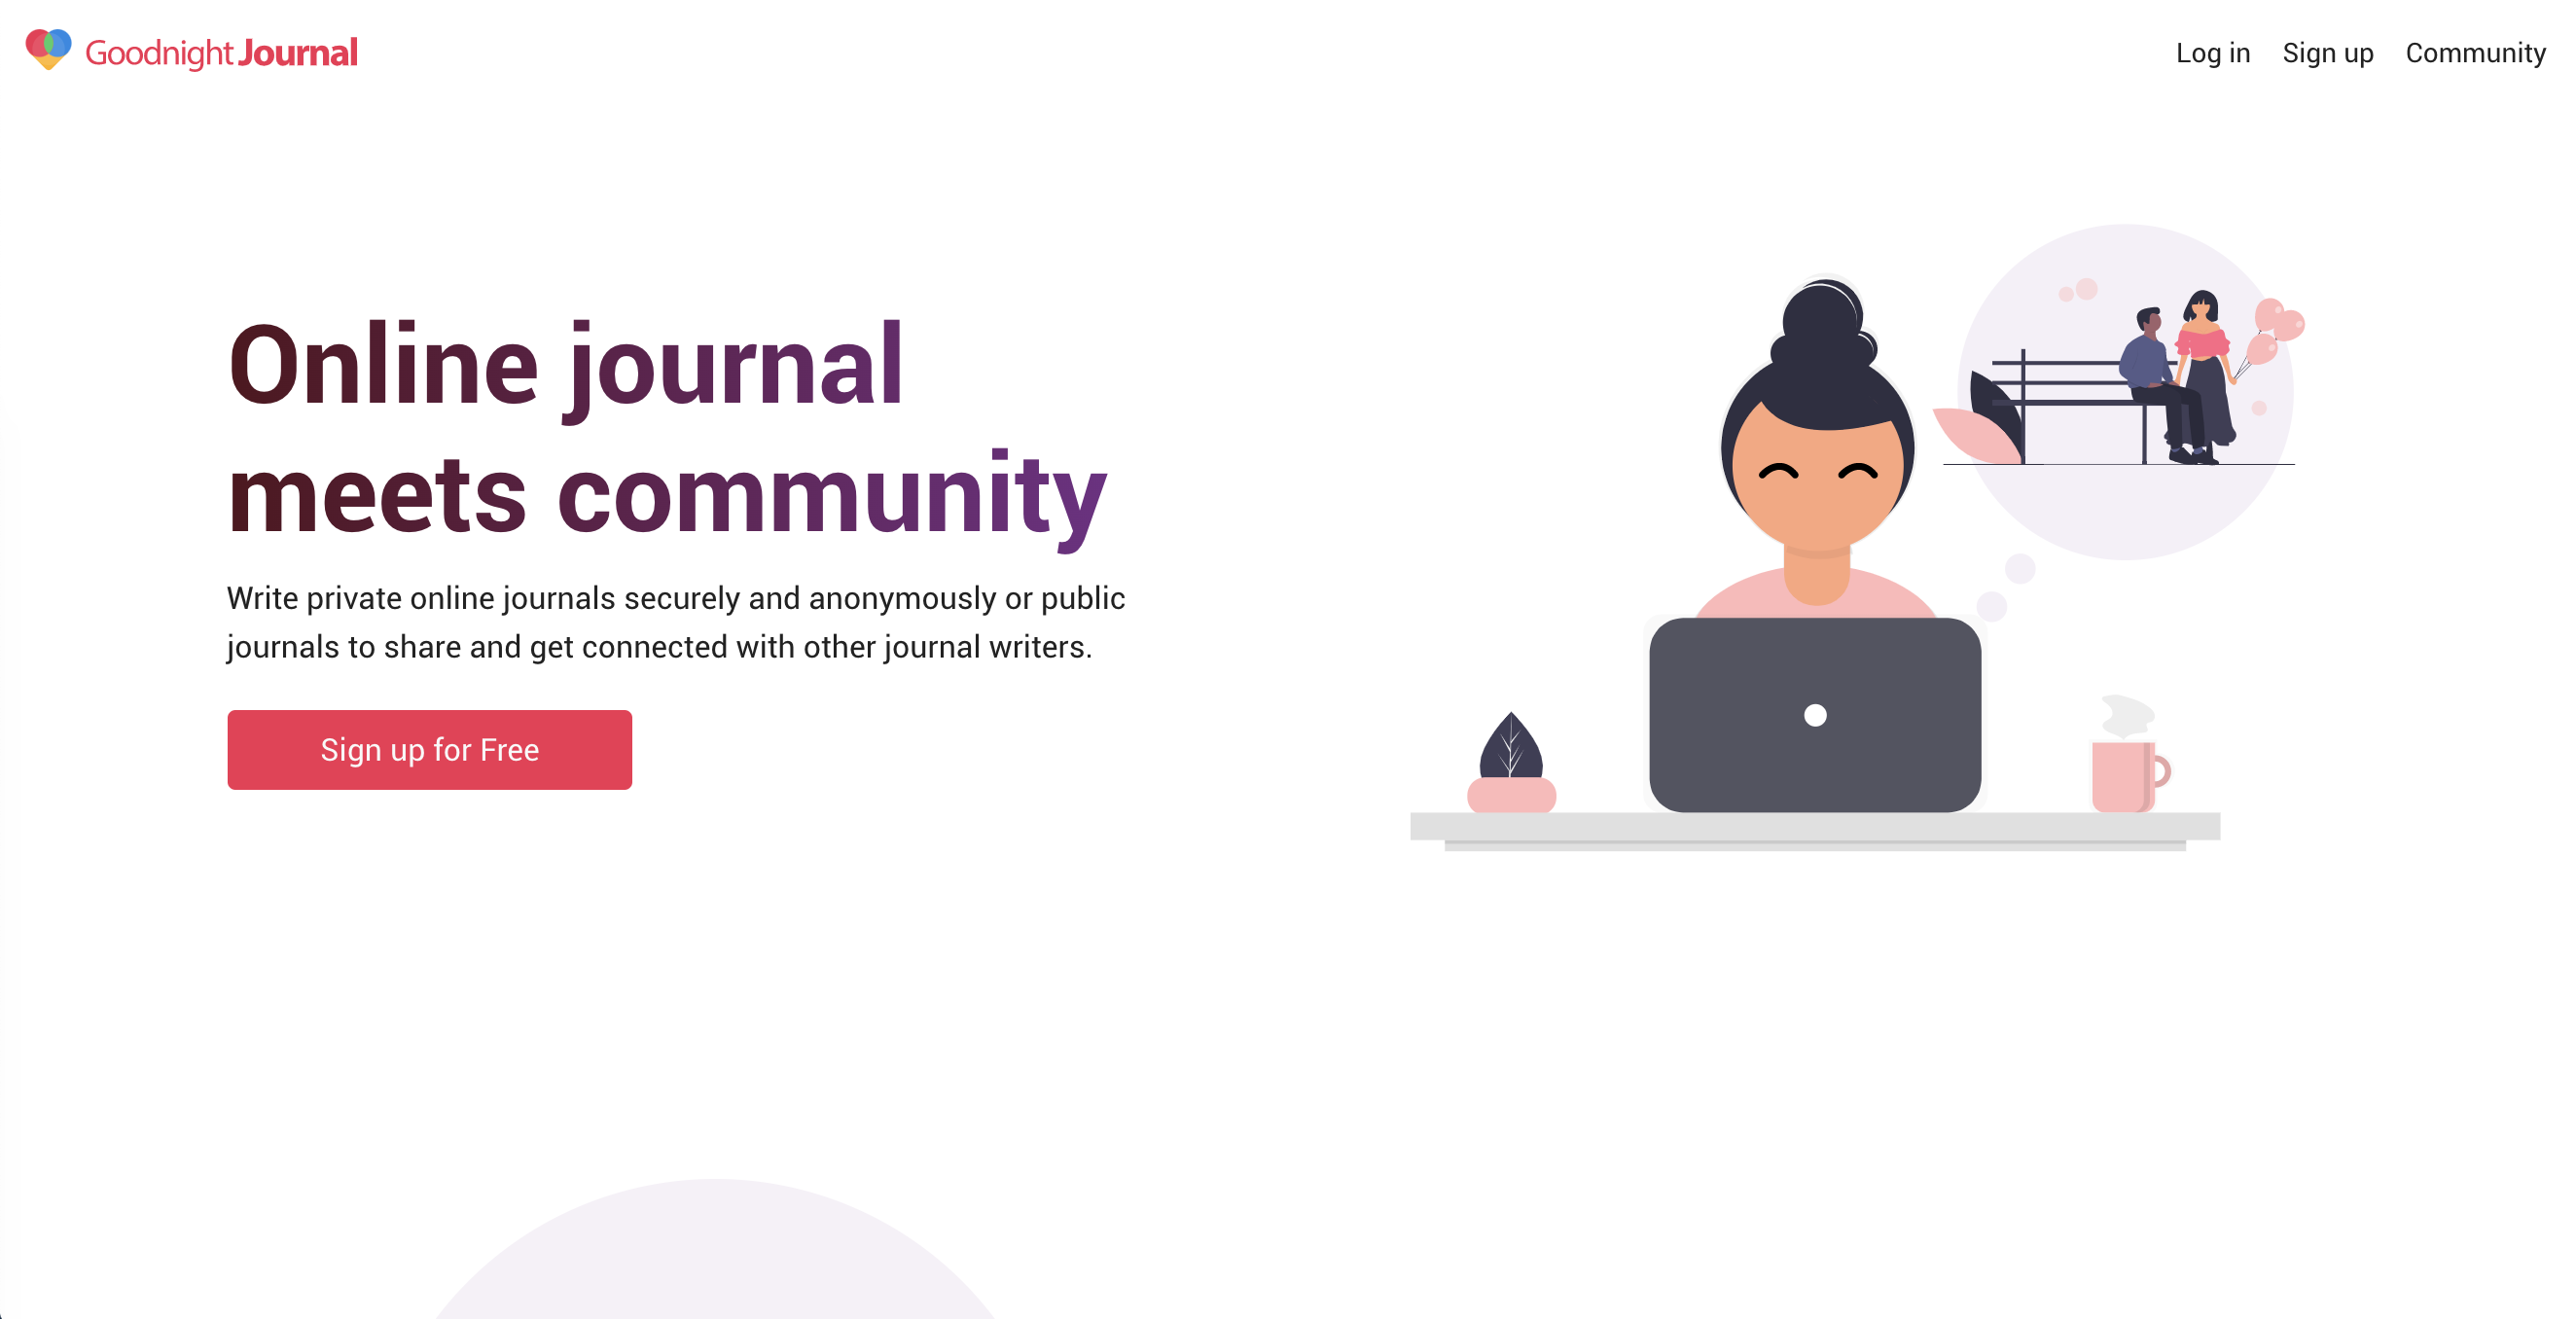 Goodnight Journal
Log in Sign up Community
Online journal
meets community
Write private online journals securely and anonymously or public
journals to share and get connected with other journal writers.
Sign up for Free